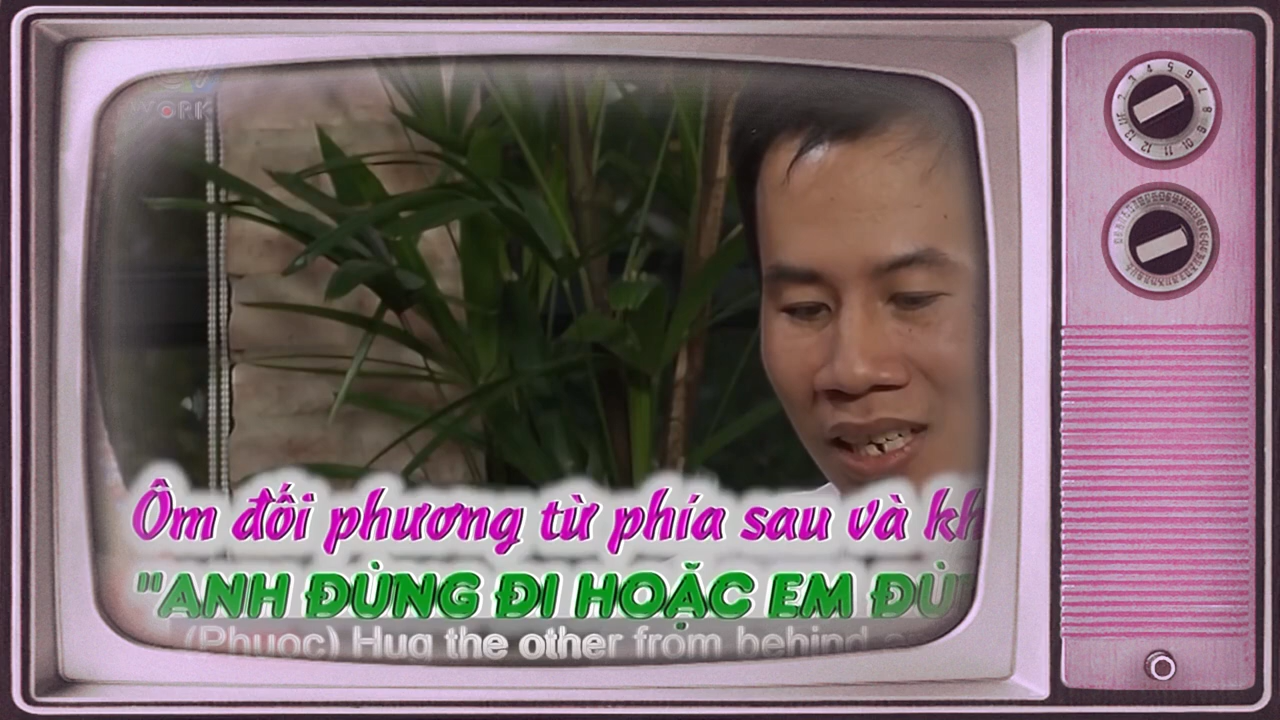 WORK
Ôm đối phương từ phía sau và kh
"ANH ĐỪNG ĐI HOẶC EM ĐỪ
(Phuoc) Hug the other from behind